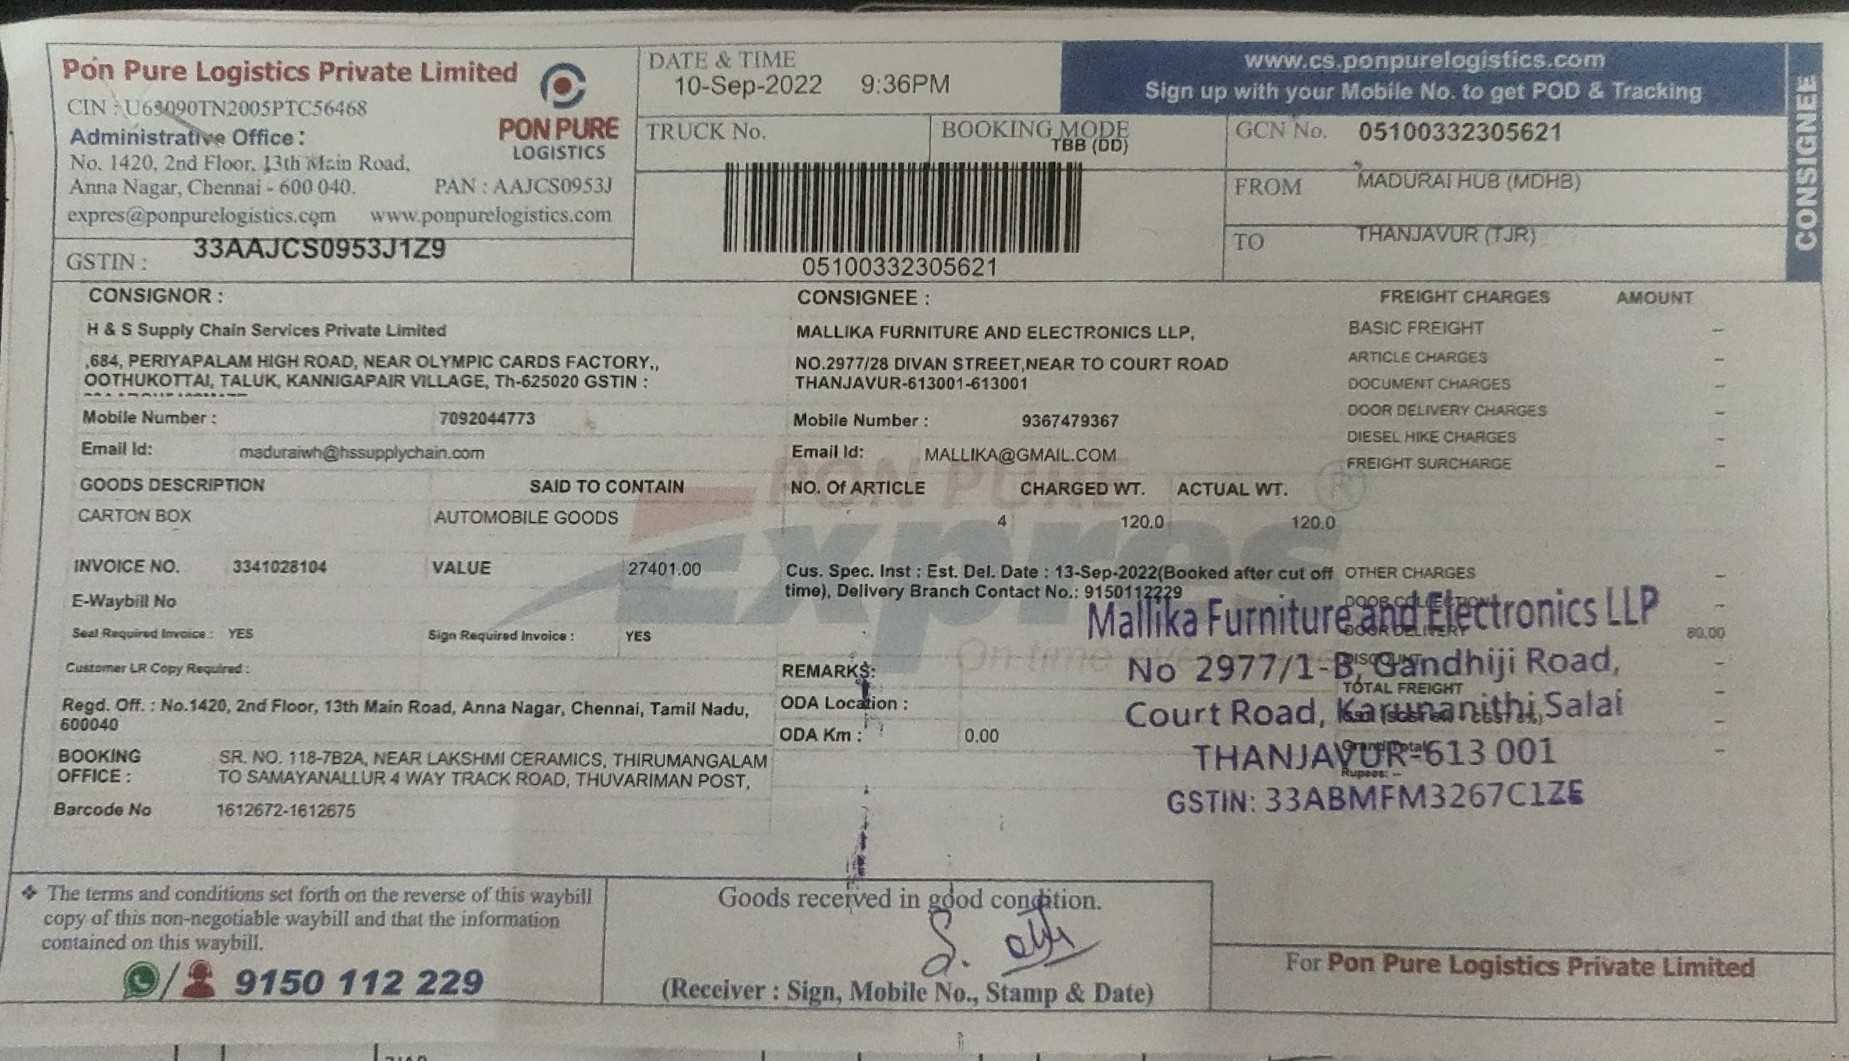 Pon Pure Logistics Private Limited
CIN : U63090TN2005PTC56468
Administrative Office :
No. 1420, 2nd Floor, 13th Main Road,
Anna Nagar, Chennai - 600 040.
PAN : AAJCS0953J
expres@ponpurelogistics.com www.ponpurelogistics.com
PON PURE
LOGISTICS
GSTIN : 33AAJCS0953J1Z9
DATE & TIME
10-Sep-2022 9:36PM
www.cs.ponpurelogistics.com
Sign up with your Mobile No. to get POD & Tracking
CONSIGNEE
TRUCK No.
BOOKING MODE
TBB (DD)
GCN No. 05100332305621
FROM MADURAI HUB (MDHB)
TO THANJAVUR (TJR)
05100332305621
CONSIGNOR :
H & S Supply Chain Services Private Limited
,684, PERIYAPALAM HIGH ROAD, NEAR OLYMPIC CARDS FACTORY,,
OOTHUKOTTAI, TALUK, KANNIGAPAIR VILLAGE, Th-625020 GSTIN :
Mobile Number : 7092044773
Email Id: maduraiwh@hssupplychain.com
CONSIGNEE :
MALLIKA FURNITURE AND ELECTRONICS LLP,
NO.2977/28 DIVAN STREET,NEAR TO COURT ROAD
THANJAVUR-613001-613001
Mobile Number : 9367479367
Email Id: MALLIKA@GMAIL.COM
FREIGHT CHARGES AMOUNT
BASIC FREIGHT –
ARTICLE CHARGES –
DOCUMENT CHARGES –
DOOR DELIVERY CHARGES –
DIESEL HIKE CHARGES –
FREIGHT SURCHARGE –
PON PURE
Expres
GOODS DESCRIPTION SAID TO CONTAIN NO. Of ARTICLE CHARGED WT. ACTUAL WT.
CARTON BOX AUTOMOBILE GOODS 4 120.0 120.0
INVOICE NO. 3341028104 VALUE 27401.00
E-Waybill No
Seal Required Invoice : YES Sign Required Invoice : YES
Customer LR Copy Required :
Cus. Spec. Inst : Est. Del. Date : 13-Sep-2022(Booked after cut off
time), Delivery Branch Contact No.: 9150112229
OTHER CHARGES –
DOOR COLLECTION –
DOOR DELIVERY 80.00
DISCOUNT –
TOTAL FREIGHT –
Grand Total –
Rupees: –
Mallika Furniture and Electronics LLP
No 2977/1-B, Gandhiji Road,
Court Road, Karunanithi Salai
THANJAVUR-613 001
GSTIN: 33ABMFM3267C1ZE
On-time
REMARKS:
ODA Location :
ODA Km : 0.00
Regd. Off. : No.1420, 2nd Floor, 13th Main Road, Anna Nagar, Chennai, Tamil Nadu,
600040
BOOKING
OFFICE :
SR. NO. 118-7B2A, NEAR LAKSHMI CERAMICS, THIRUMANGALAM
TO SAMAYANALLUR 4 WAY TRACK ROAD, THUVARIMAN POST,
Barcode No 1612672-1612675
❖ The terms and conditions set forth on the reverse of this waybill
copy of this non-negotiable waybill and that the information
contained on this waybill.
9150 112 229
Goods received in good condition.
(Receiver : Sign, Mobile No., Stamp & Date)
For Pon Pure Logistics Private Limited